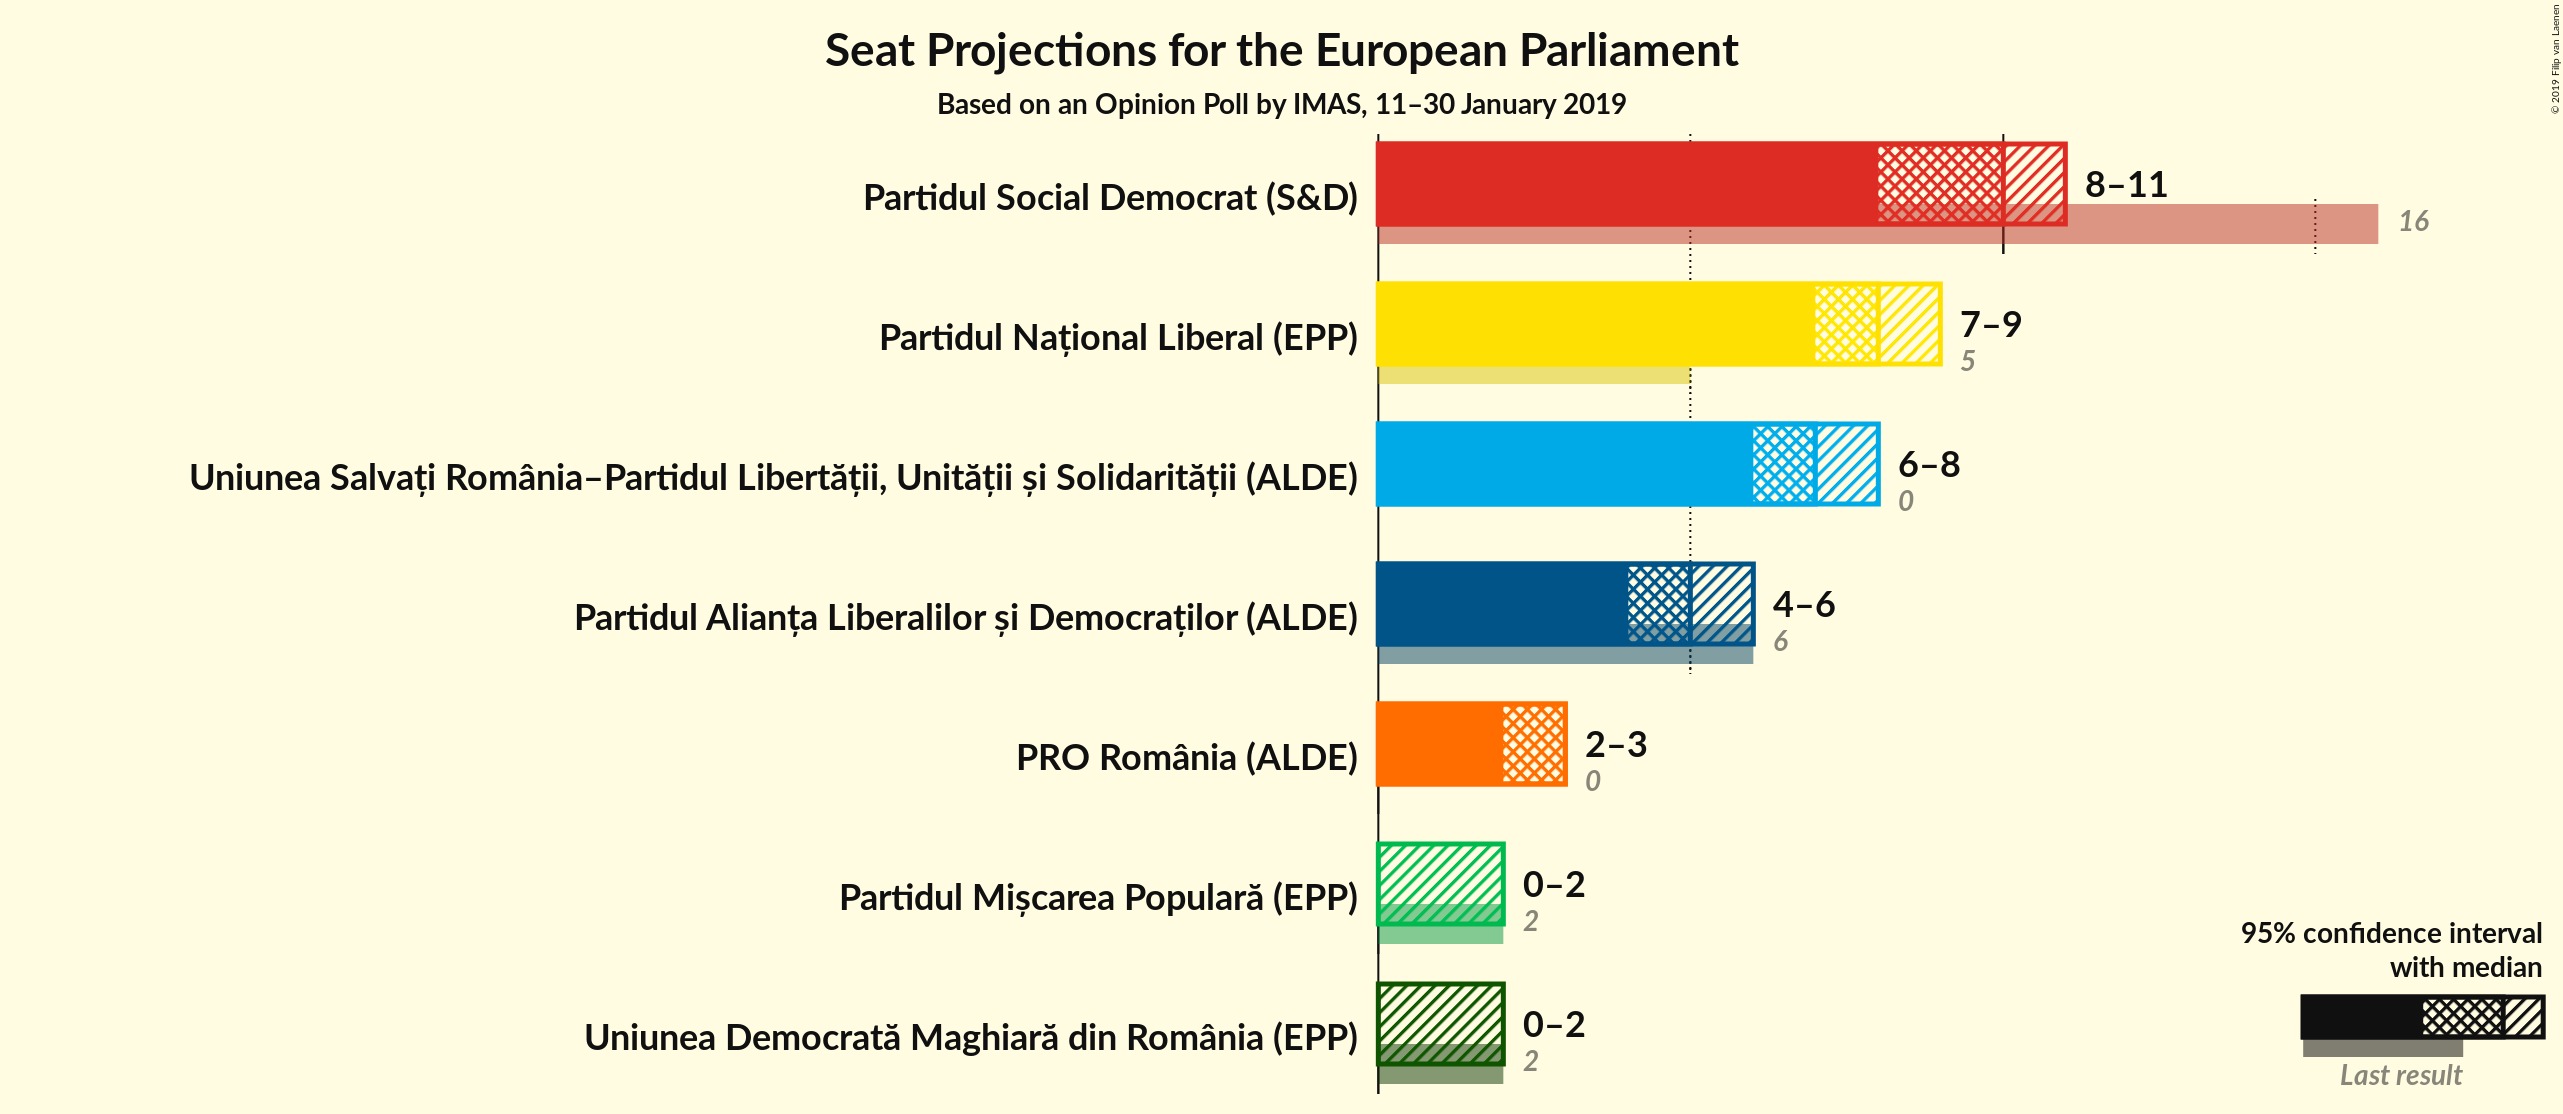 Seat Projections for the European Parliament
Based on an Opinion Poll by IMAS, 11–30 January 2019
© 2019 Filip van Laenen
Partidul Social Democrat (S&D)
8–11
16
Partidul Național Liberal (EPP)
7–9
5
Uniunea Salvați România–Partidul Libertății, Unității și Solidarității (ALDE)
6–8
0
Partidul Alianța Liberalilor și Democraților (ALDE)
4–6
6
PRO România (ALDE)
2–3
0
Partidul Mișcarea Populară (EPP)
0–2
2
Uniunea Democrată Maghiară din România (EPP)
0–2
2
95% confidence interval
with median
Last result